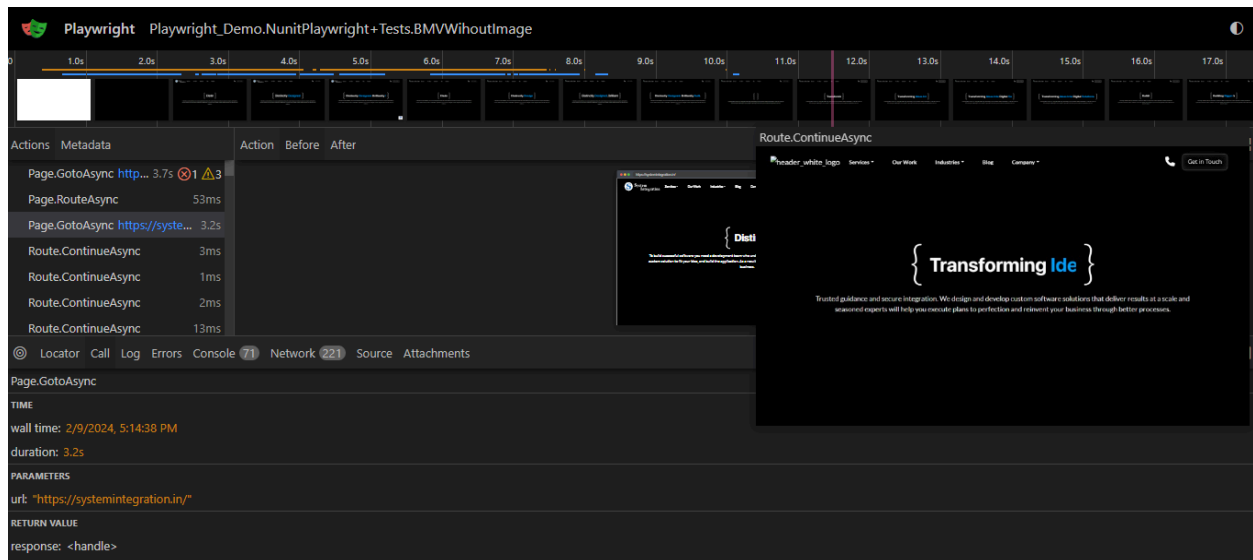 Playwright Playwright_Demo.NunitPlaywright+Tests.BMVWihoutImage
0 1.0s 2.0s 3.0s 4.0s 5.0s 6.0s 7.0s 8.0s 9.0s 10.0s 11.0s 12.0s 13.0s 14.0s 15.0s 16.0s 17.0s
Actions Metadata
Page.GotoAsync http... 3.7s 1 3
Page.RouteAsync 53ms
Page.GotoAsync https://syste... 3.2s
Route.ContinueAsync 3ms
Route.ContinueAsync 1ms
Route.ContinueAsync 2ms
Route.ContinueAsync 13ms
Action Before After
{ Disti
Route.ContinueAsync
header_white_logo Services Our Work Industries Blog Company Get in Touch
{ Transforming Ide }
Trusted guidance and secure integration. We design and develop custom software solutions that deliver results at a scale and
seasoned experts will help you execute plans to perfection and reinvent your business through better processes.
Locator Call Log Errors Console 71 Network 221 Source Attachments
Page.GotoAsync
TIME
wall time: 2/9/2024, 5:14:38 PM
duration: 3.2s
PARAMETERS
url: "https://systemintegration.in/"
RETURN VALUE
response: <handle>